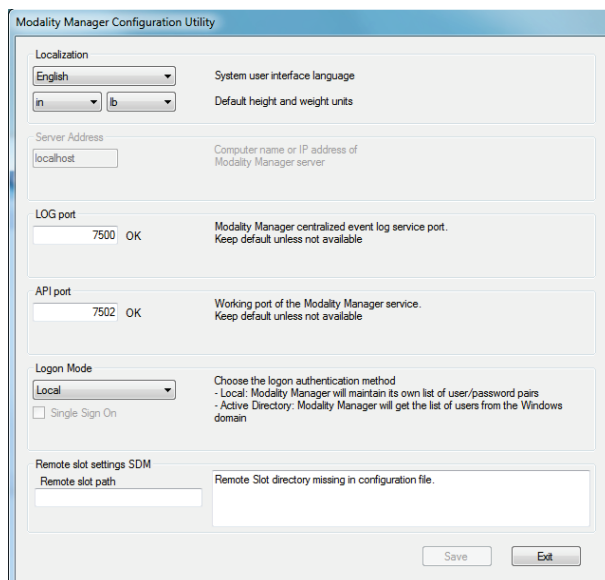 Modality Manager Configuration Utility
Localization
English
System user interface language
in
lb
Default height and weight units
Server Address
localhost
Computer name or IP address of
Modality Manager server
LOG port
7500
OK
Modality Manager centralized event log service port.
Keep default unless not available
API port
7502
OK
Working port of the Modality Manager service.
Keep default unless not available
Logon Mode
Local
Single Sign On
Choose the logon authentication method
- Local: Modality Manager will maintain its own list of user/password pairs
- Active Directory: Modality Manager will get the list of users from the Windows
domain
Remote slot settings SDM
Remote slot path
Remote Slot directory missing in configuration file.
Save
Exit